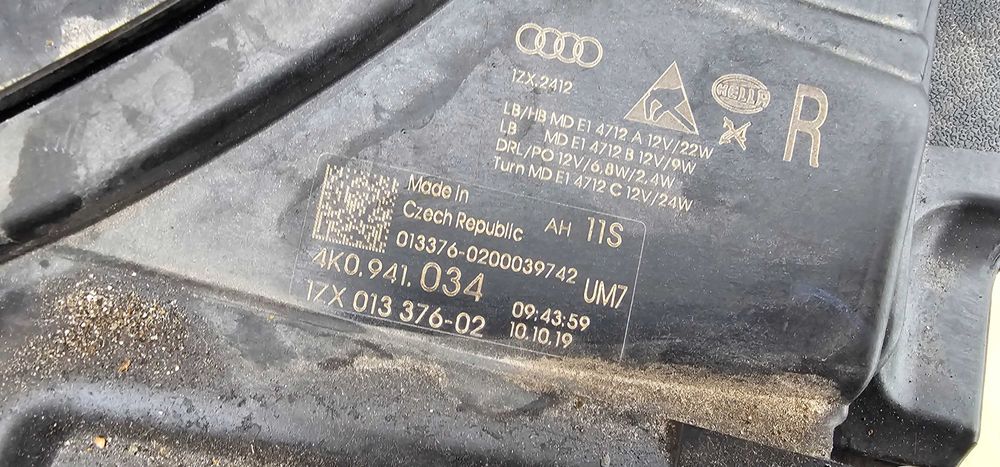 1ZX.2412
HELLA
R
LB/HB MD E1 4712 A 12V/22W
LB MD E1 4712 B 12V/9W
DRL/PO 12V/6,8W/2,4W
Turn MD E1 4712 C 12V/24W
Made in
Czech Republic AH 11S
013376-0200039742
4K0.941.034 UM7
1ZX 013 376-02 09:43:59
10.10.19